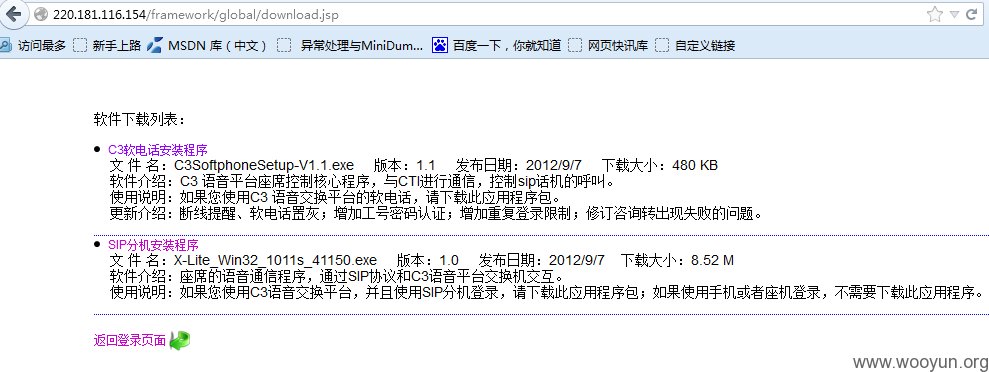 220.181.116.154/framework/global/download.jsp
访问最多 新手上路 MSDN 库（中文） 异常处理与MiniDum... 百度一下，你就知道 网页快讯库 自定义链接
软件下载列表：
C3软电话安装程序
文 件 名：C3SoftphoneSetup-V1.1.exe 版本：1.1 发布日期：2012/9/7 下载大小：480 KB
软件介绍：C3 语音平台座席控制核心程序，与CTI进行通信，控制sip话机的呼叫。
使用说明：如果您使用C3 语音交换平台的软电话，请下载此应用程序包。
更新介绍：断线提醒、软电话置灰；增加工号密码认证；增加重复登录限制；修订咨询转出现失败的问题。
SIP分机安装程序
文 件 名：X-Lite_Win32_1011s_41150.exe 版本：1.0 发布日期：2012/9/7 下载大小：8.52 M
软件介绍：座席的语音通信程序，通过SIP协议和C3语音平台交换机交互。
使用说明：如果您使用C3语音交换平台，并且使用SIP分机登录，请下载此应用程序包；如果使用手机或者座机登录，不需要下载此应用程序。
返回登录页面
www.wooyun.org